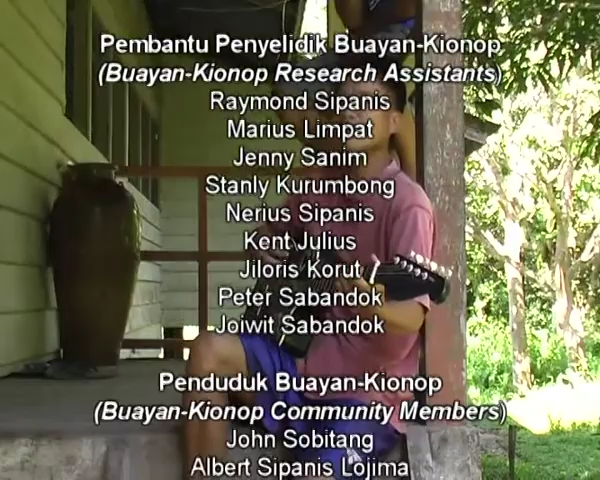 Pembantu Penyelidik Buayan-Kionop
(Buayan-Kionop Research Assistants)
Raymond Sipanis
Marius Limpat
Jenny Sanim
Stanly Kurumbong
Nerius Sipanis
Kent Julius
Jiloris Korut
Peter Sabandok
Joiwit Sabandok
Penduduk Buayan-Kionop
(Buayan-Kionop Community Members)
John Sobitang
Albert Sipanis Lojima